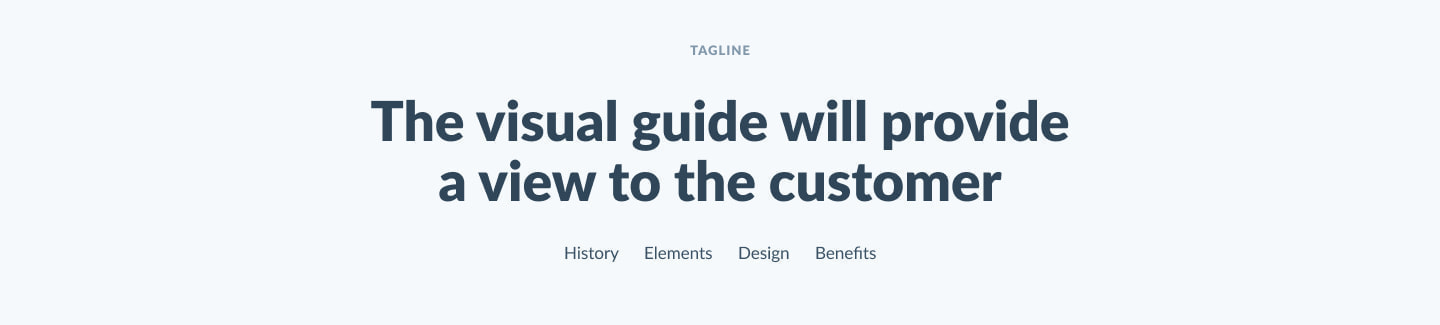 TAGLINE
The visual guide will provide
a view to the customer
History Elements Design Benefits